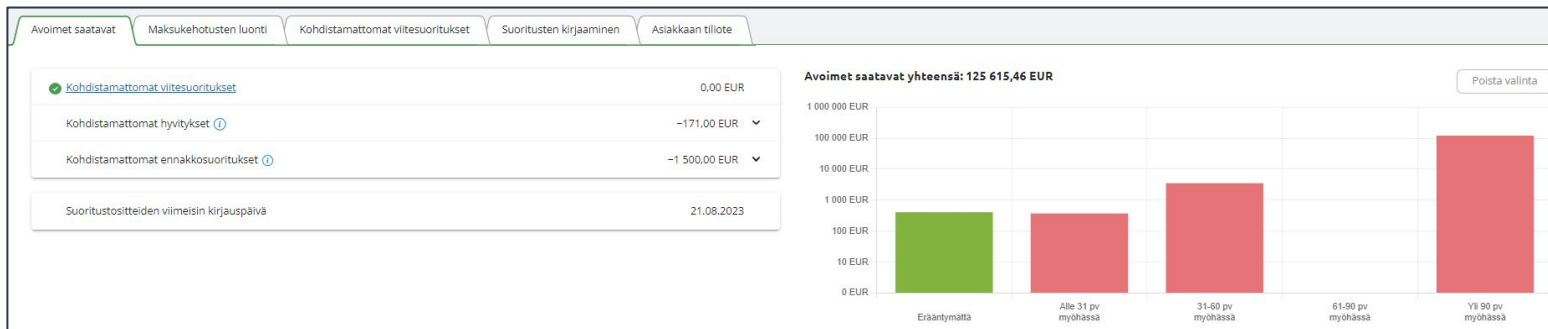 Avoimet saatavat
Maksukehotusten luonti
Kohdistamattomat viitesuoritukset
Suoritusten kirjaaminen
Asiakkaan tiliote
Kohdistamattomat viitesuoritukset 0,00 EUR
Kohdistamattomat hyvitykset −171,00 EUR
Kohdistamattomat ennakkosuoritukset −1 500,00 EUR
Suoritustositteiden viimeisin kirjauspäivä 21.08.2023
Avoimet saatavat yhteensä: 125 615,46 EUR
Poista valinta
1 000 000 EUR
100 000 EUR
10 000 EUR
1 000 EUR
100 EUR
10 EUR
0 EUR
Erääntymättä
Alle 31 pv
myöhässä
31-60 pv
myöhässä
61-90 pv
myöhässä
Yli 90 pv
myöhässä